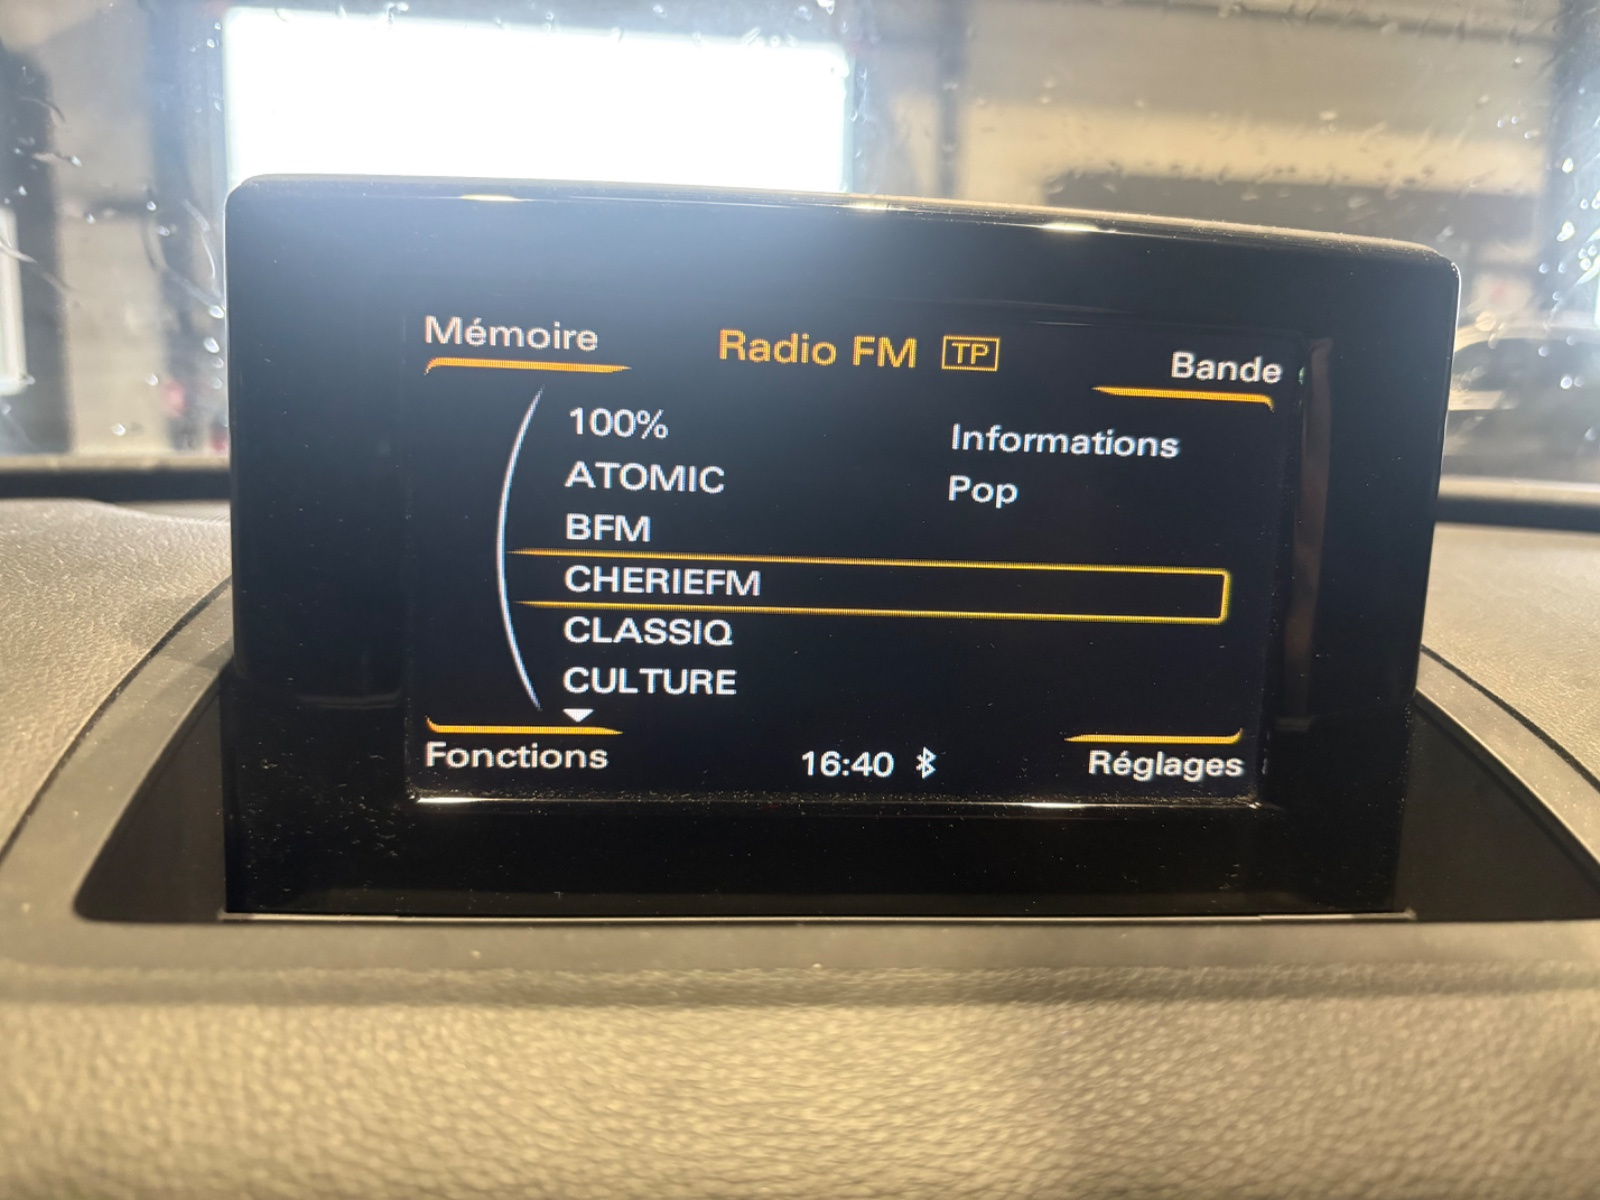 Mémoire
Radio FM TP
Bande
100%
Informations
ATOMIC
Pop
BFM
CHERIEFM
CLASSIQ
CULTURE
Fonctions
16:40
Réglages